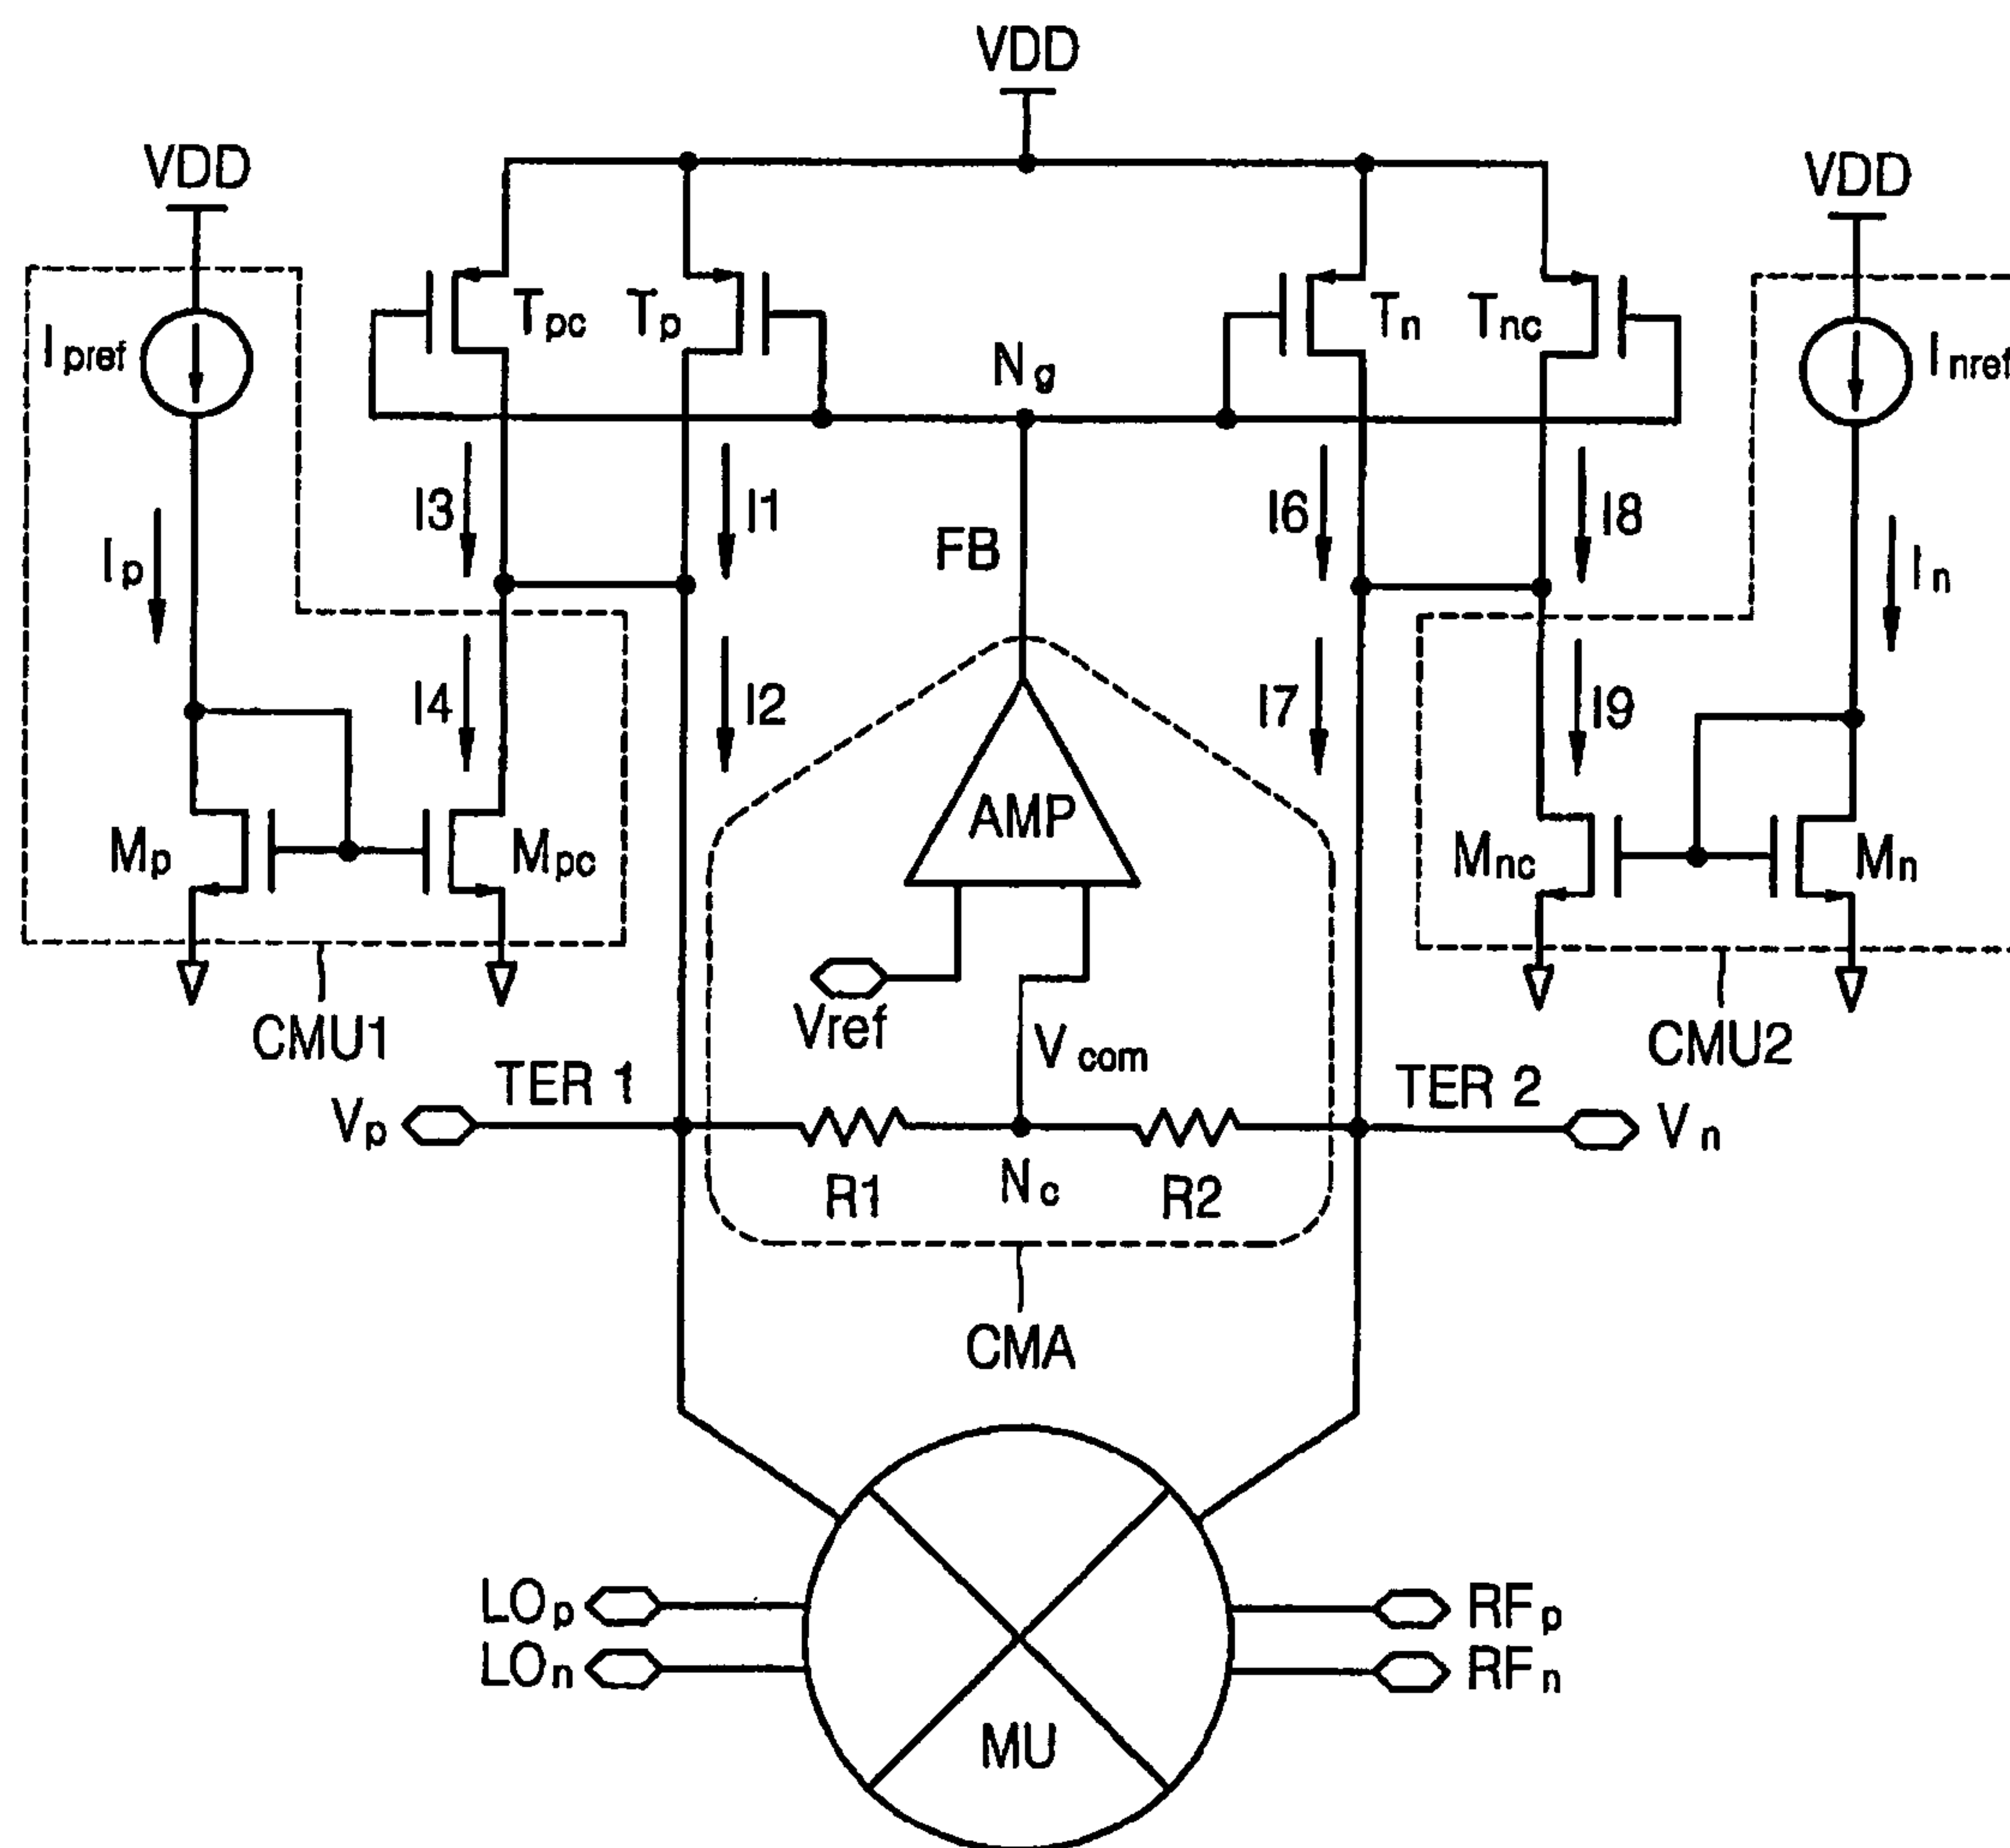 VDD
VDD
VDD
Ipref
Tpc
Tp
Tn
Tnc
Inref
Ng
I3
I1
FB
I6
I8
Ip
In
I4
I2
I7
I9
AMP
Mp
Mpc
Mnc
Mn
Vref
CMU1
Vcom
CMU2
TER 1
TER 2
Vp
Vn
R1
Nc
R2
CMA
LOp
RFp
LOn
RFn
MU